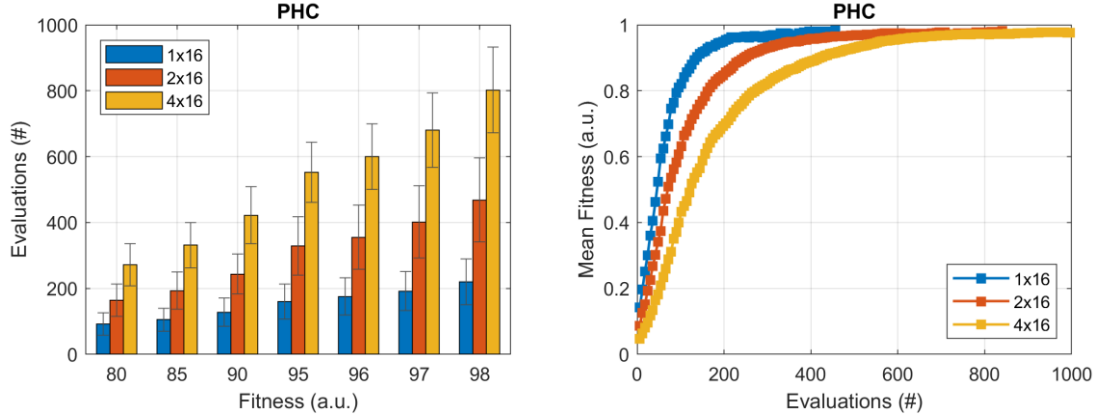 PHC
1000
800
600
400
200
0
Evaluations (#)
1x16
2x16
4x16
80 85 90 95 96 97 98
Fitness (a.u.)
PHC
1
0.8
0.6
0.4
0.2
0
Mean Fitness (a.u.)
1x16
2x16
4x16
0 200 400 600 800 1000
Evaluations (#)